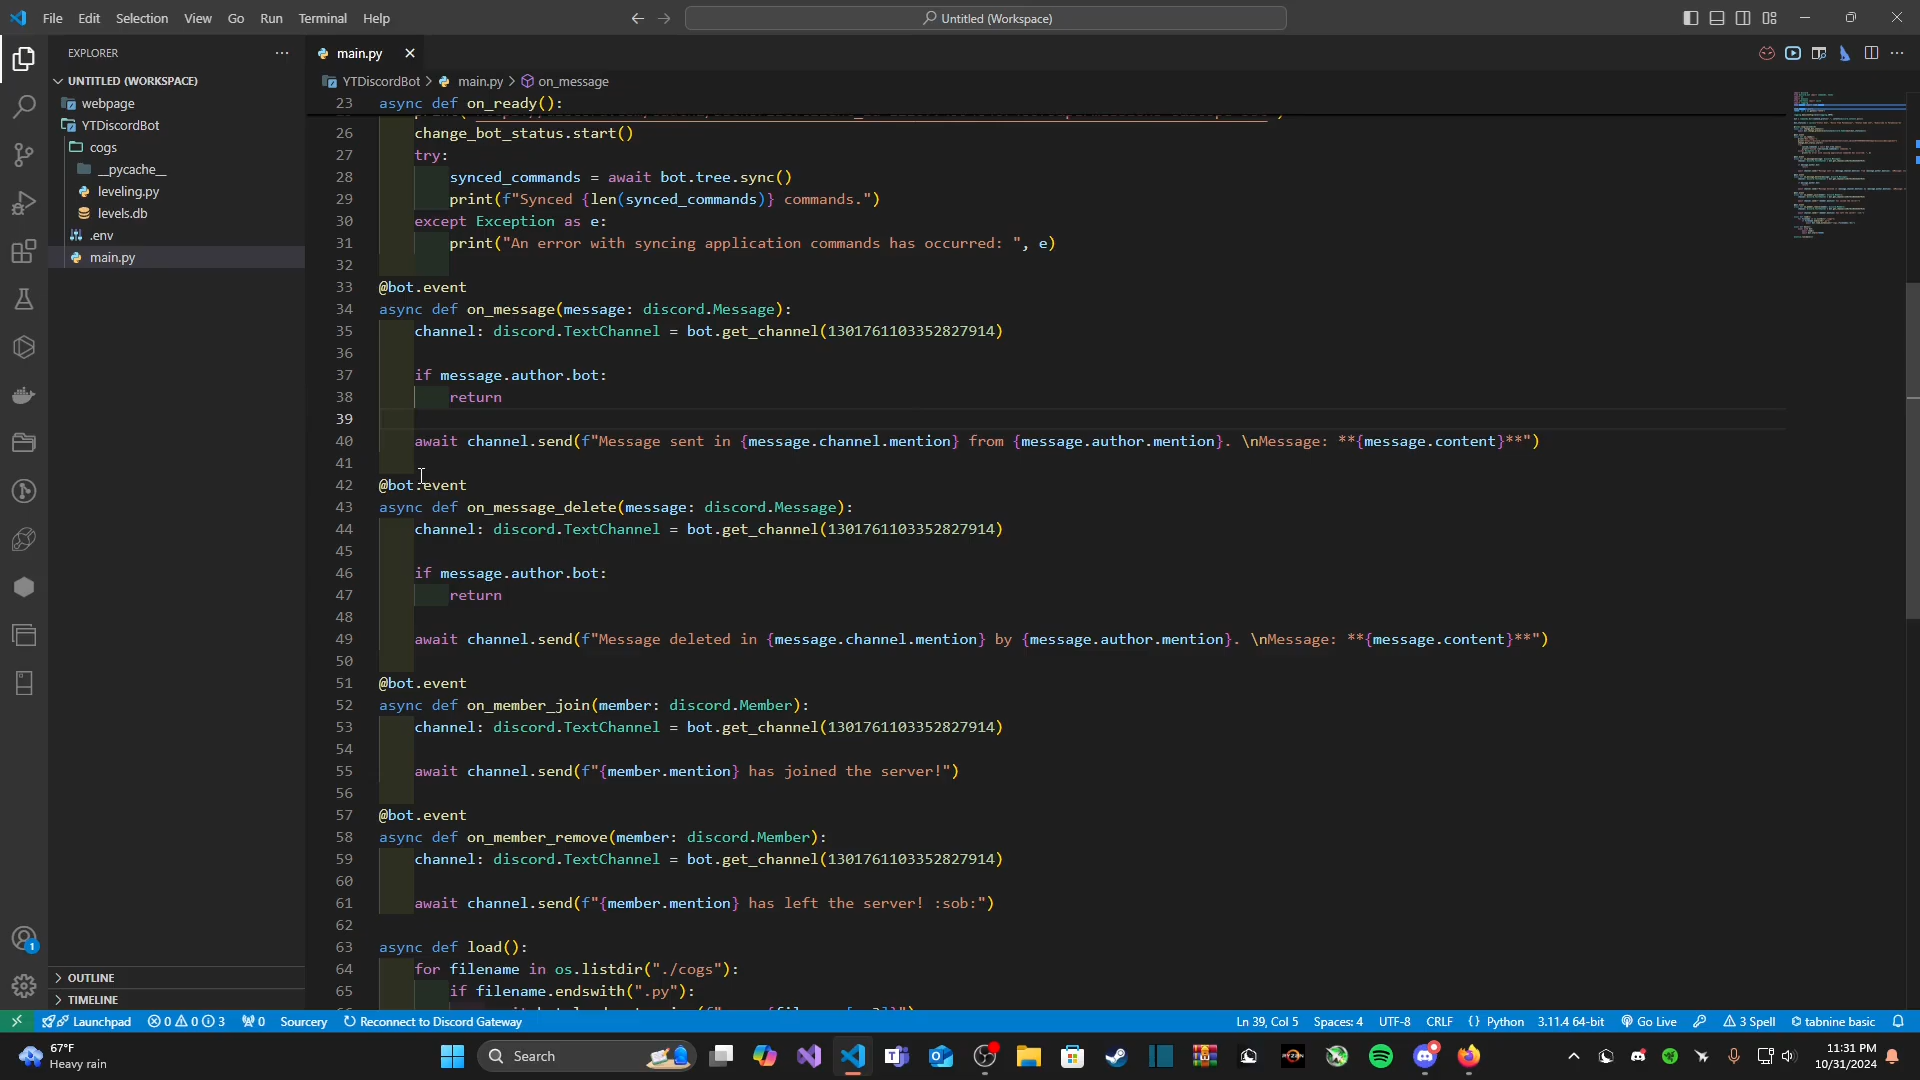 File Edit Selection View Go Run Terminal Help
Untitled (Workspace)
EXPLORER
UNTITLED (WORKSPACE)
webpage
YTDiscordBot
cogs
__pycache__
leveling.py
levels.db
.env
main.py
OUTLINE
TIMELINE
main.py
YTDiscordBot > main.py > on_message
23 async def on_ready():
26 change_bot_status.start()
27 try:
28 synced_commands = await bot.tree.sync()
29 print(f"Synced {len(synced_commands)} commands.")
30 except Exception as e:
31 print("An error with syncing application commands has occurred: ", e)
32
33 @bot.event
34 async def on_message(message: discord.Message):
35 channel: discord.TextChannel = bot.get_channel(1301761103352827914)
36
37 if message.author.bot:
38 return
39
40 await channel.send(f"Message sent in {message.channel.mention} from {message.author.mention}. \nMessage: **{message.content}**")
41
42 @bot.event
43 async def on_message_delete(message: discord.Message):
44 channel: discord.TextChannel = bot.get_channel(1301761103352827914)
45
46 if message.author.bot:
47 return
48
49 await channel.send(f"Message deleted in {message.channel.mention} by {message.author.mention}. \nMessage: **{message.content}**")
50
51 @bot.event
52 async def on_member_join(member: discord.Member):
53 channel: discord.TextChannel = bot.get_channel(1301761103352827914)
54
55 await channel.send(f"{member.mention} has joined the server!")
56
57 @bot.event
58 async def on_member_remove(member: discord.Member):
59 channel: discord.TextChannel = bot.get_channel(1301761103352827914)
60
61 await channel.send(f"{member.mention} has left the server! :sob:")
62
63 async def load():
64 for filename in os.listdir("./cogs"):
65 if filename.endswith(".py"):
1
Launchpad 0 0 3 0 Sourcery Reconnect to Discord Gateway Ln 39, Col 5 Spaces: 4 UTF-8 CRLF {} Python 3.11.4 64-bit Go Live 3 Spell tabnine basic
67°F
Heavy rain
Search
11:31 PM
10/31/2024